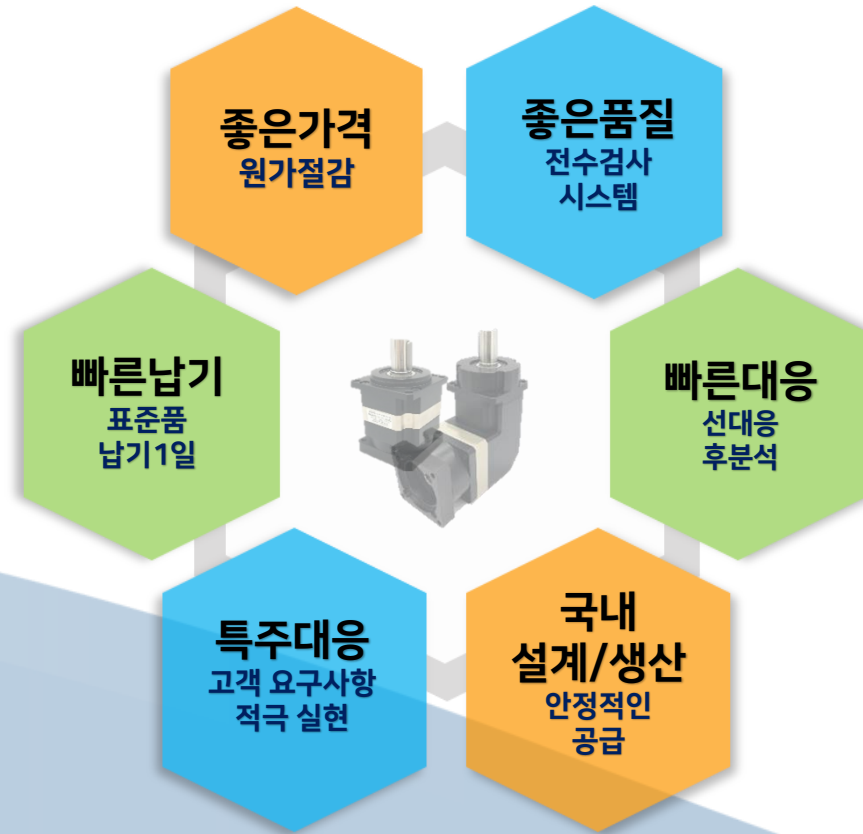 좋은가격
원가절감
좋은품질
전수검사
시스템
빠른납기
표준품
납기1일
빠른대응
선대응
후분석
특주대응
고객 요구사항
적극 실현
국내
설계/생산
안정적인
공급